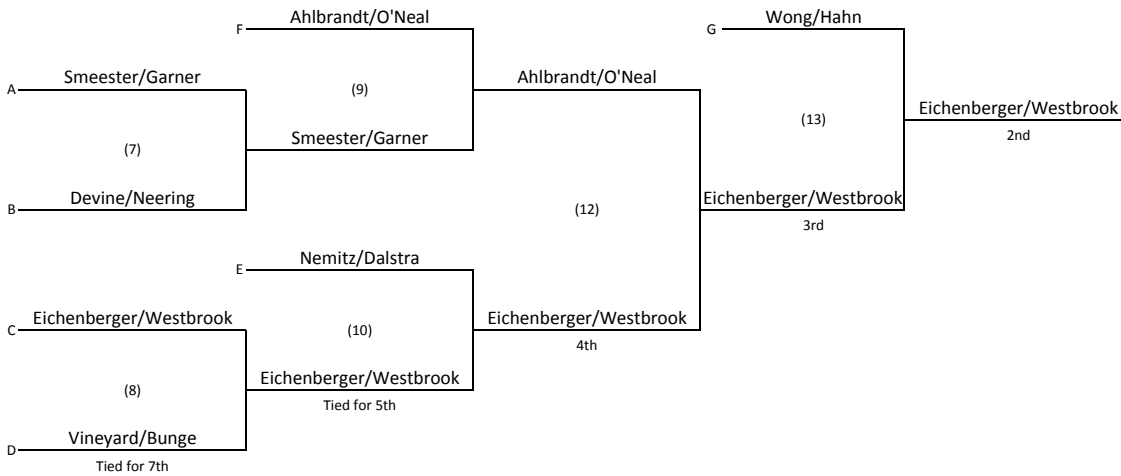 F Ahlbrandt/O'Neal
G Wong/Hahn
A Smeester/Garner
(9)
Ahlbrandt/O'Neal
(13)
Eichenberger/Westbrook
2nd
(7)
Smeester/Garner
B Devine/Neering
(12)
Eichenberger/Westbrook
3rd
E Nemitz/Dalstra
C Eichenberger/Westbrook
(10)
Eichenberger/Westbrook
4th
(8)
Eichenberger/Westbrook
Tied for 5th
D Vineyard/Bunge
Tied for 7th